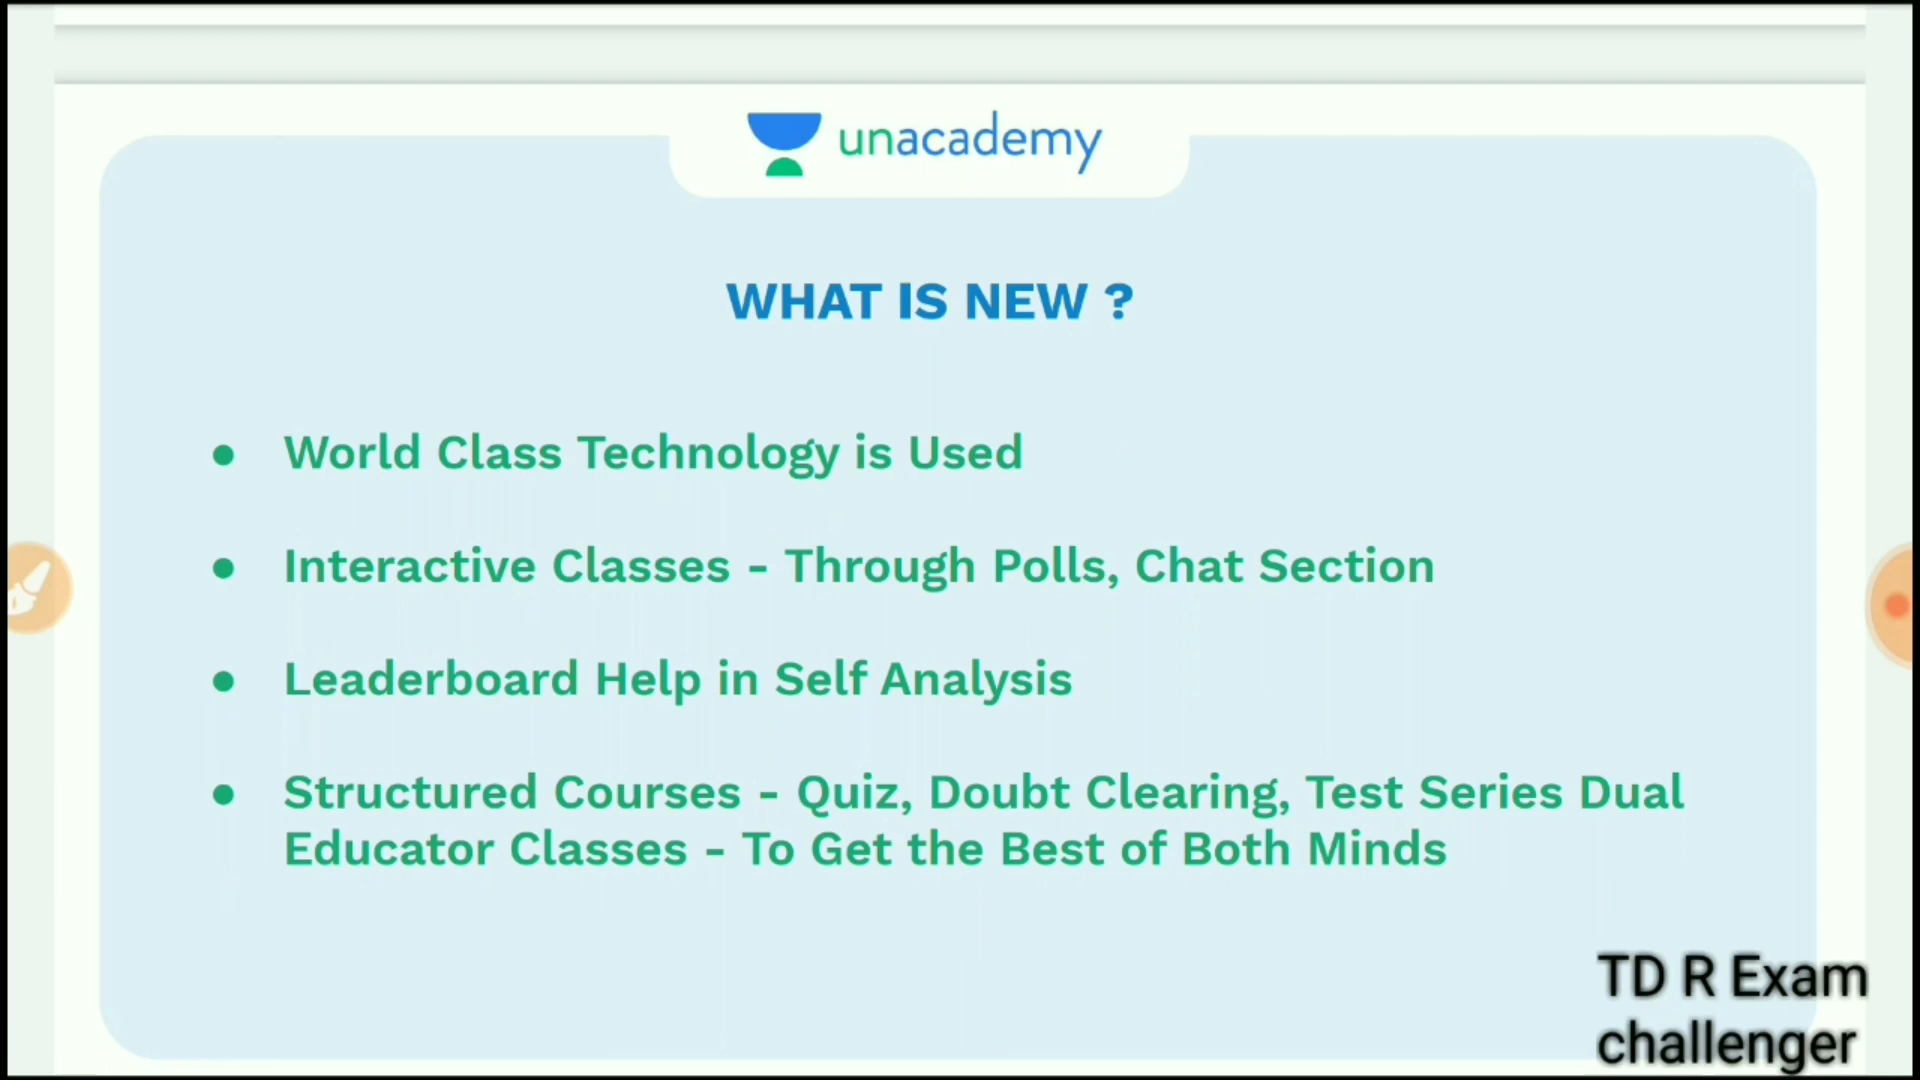 unacademy
WHAT IS NEW ?
● World Class Technology is Used
● Interactive Classes - Through Polls, Chat Section
● Leaderboard Help in Self Analysis
● Structured Courses - Quiz, Doubt Clearing, Test Series Dual
Educator Classes - To Get the Best of Both Minds
TD R Exam
challenger